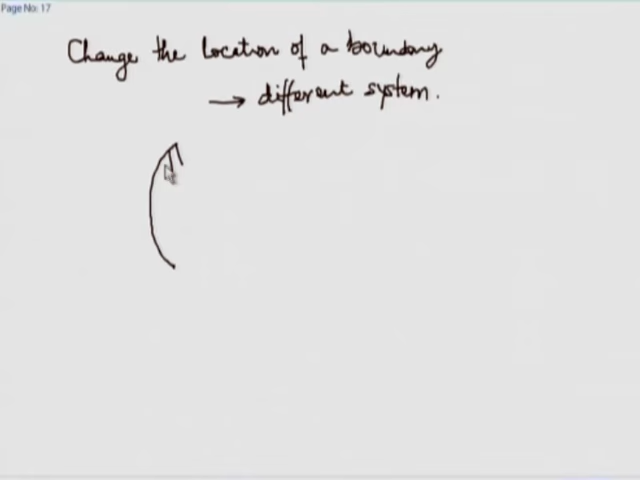 Page No: 17
Change the Location of a boundary
→ different system.